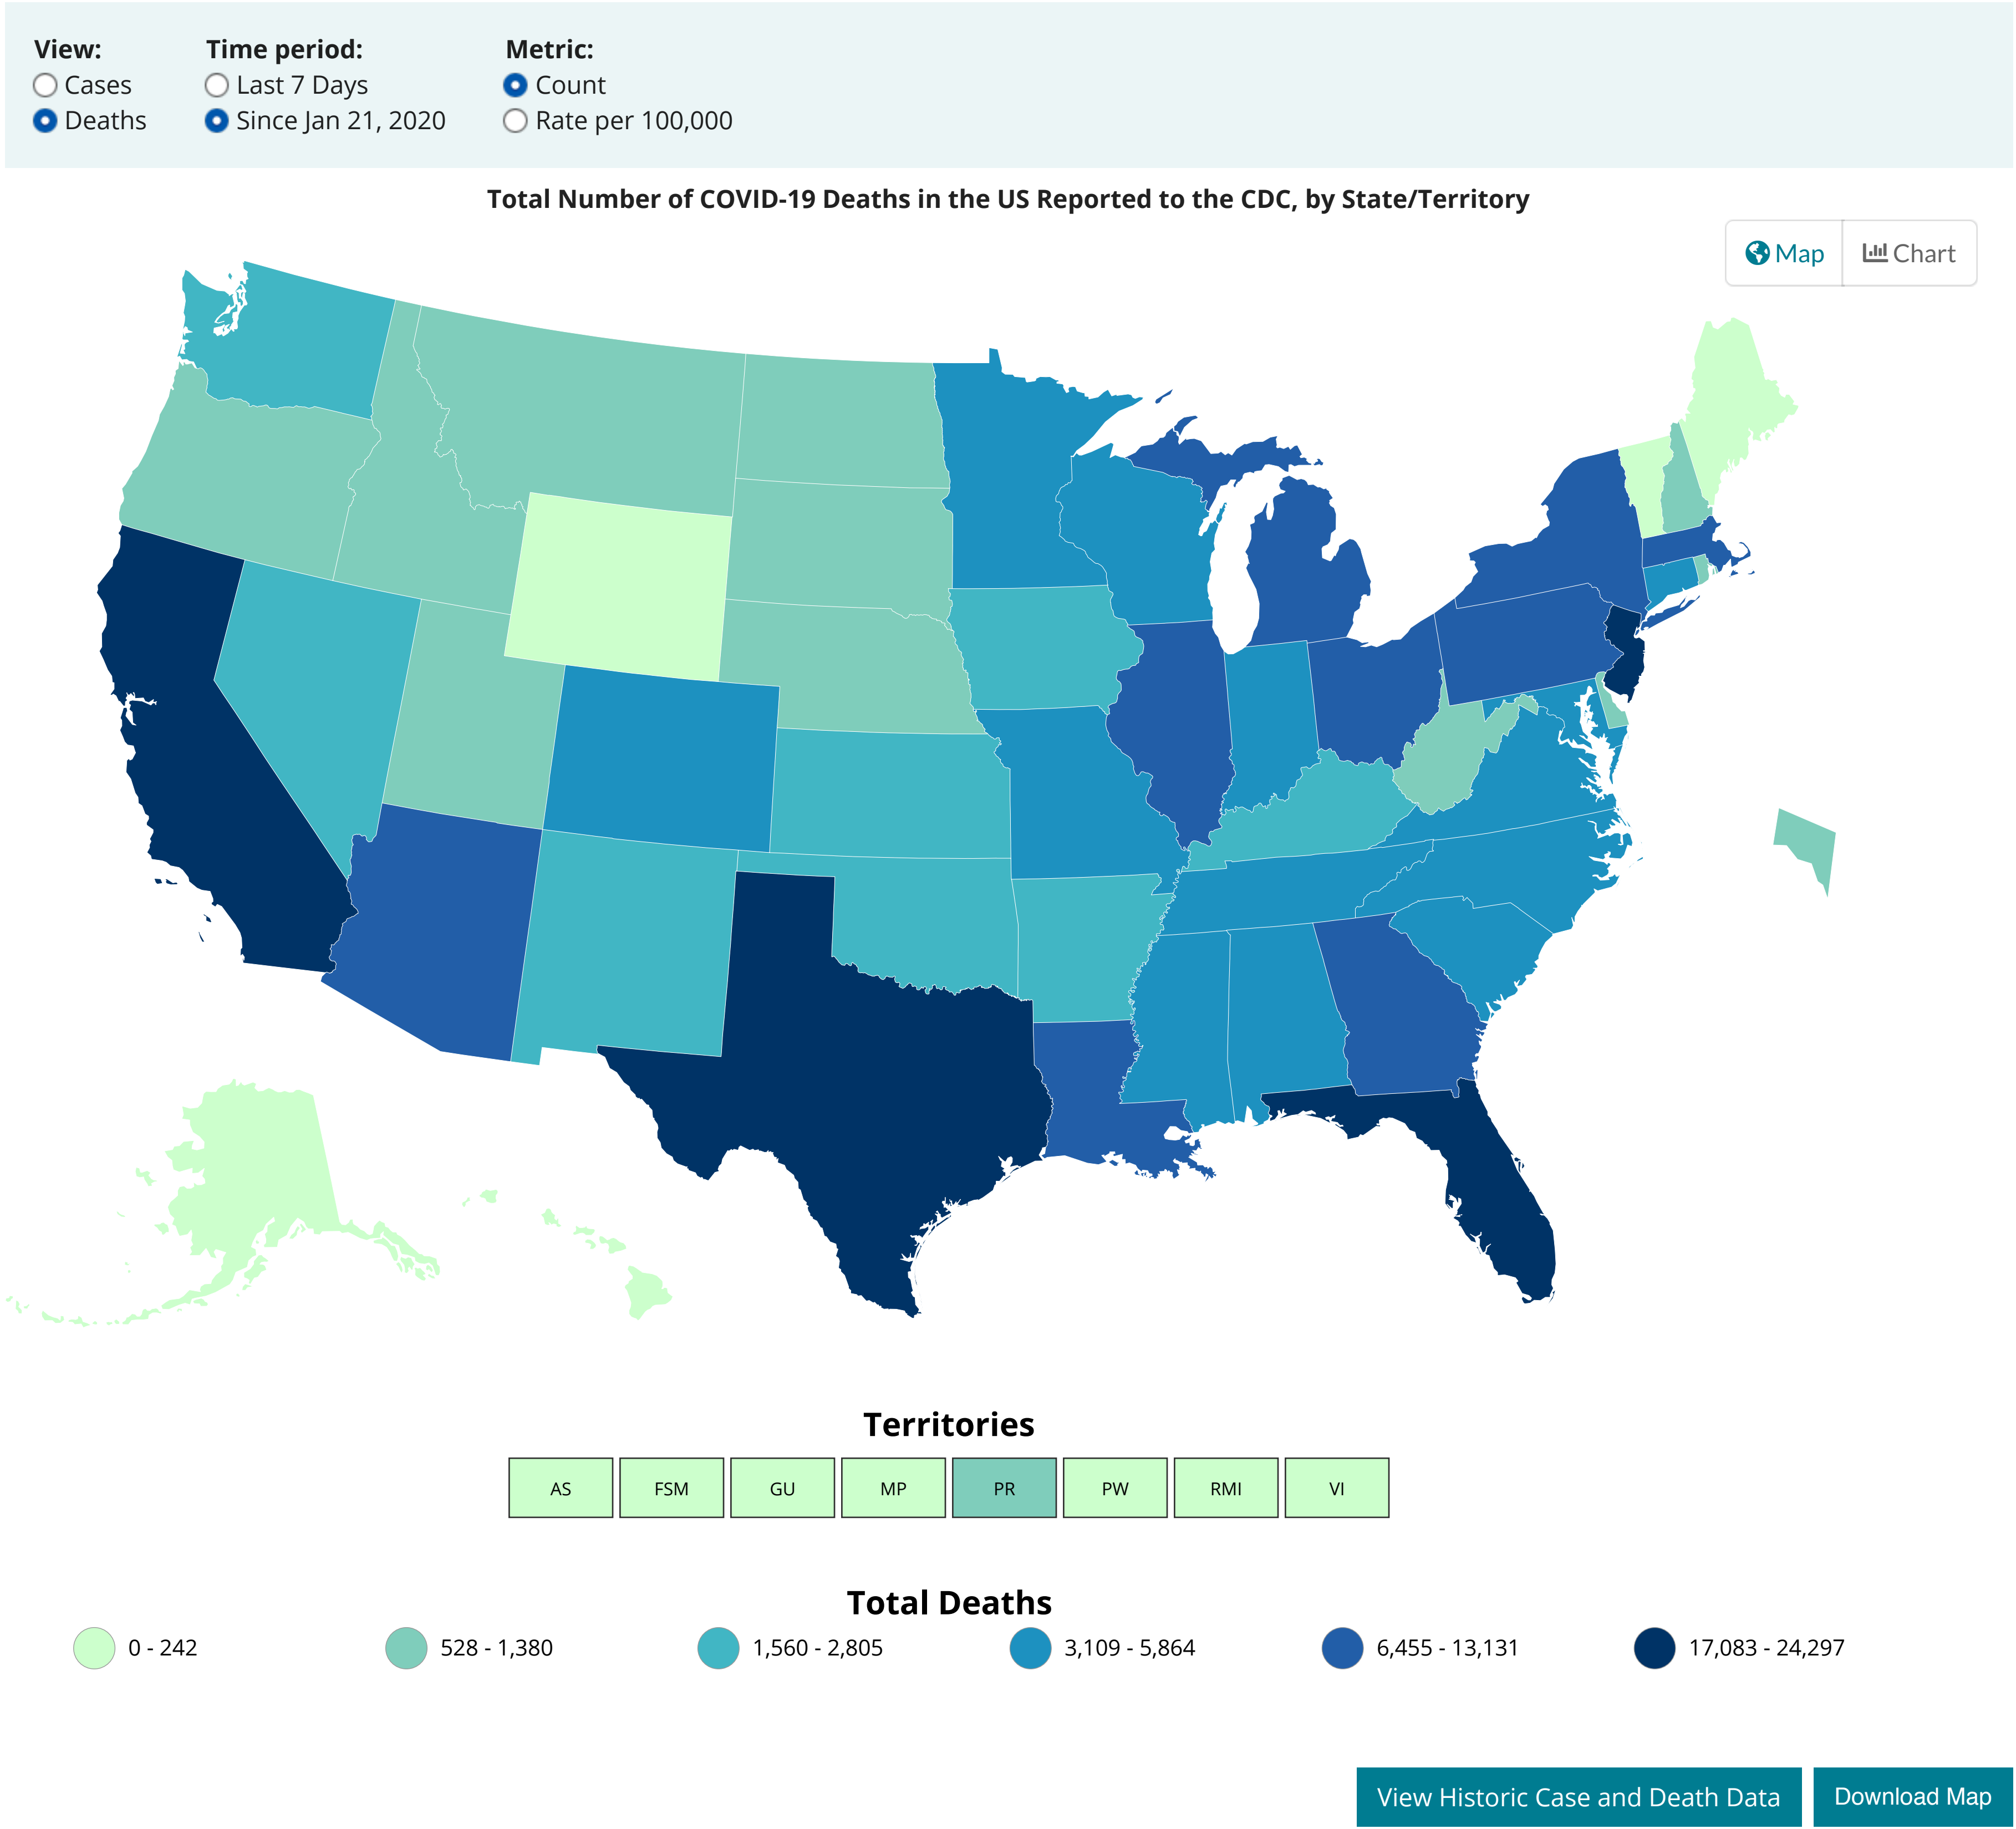 View:
Time period:
Metric:
Cases
Last 7 Days
Count
Deaths
Since Jan 21, 2020
Rate per 100,000
Total Number of COVID-19 Deaths in the US Reported to the CDC, by State/Territory
Map
Chart
Territories
AS
FSM
GU
MP
PR
PW
RMI
VI
Total Deaths
0 - 242
528 - 1,380
1,560 - 2,805
3,109 - 5,864
6,455 - 13,131
17,083 - 24,297
View Historic Case and Death Data
Download Map